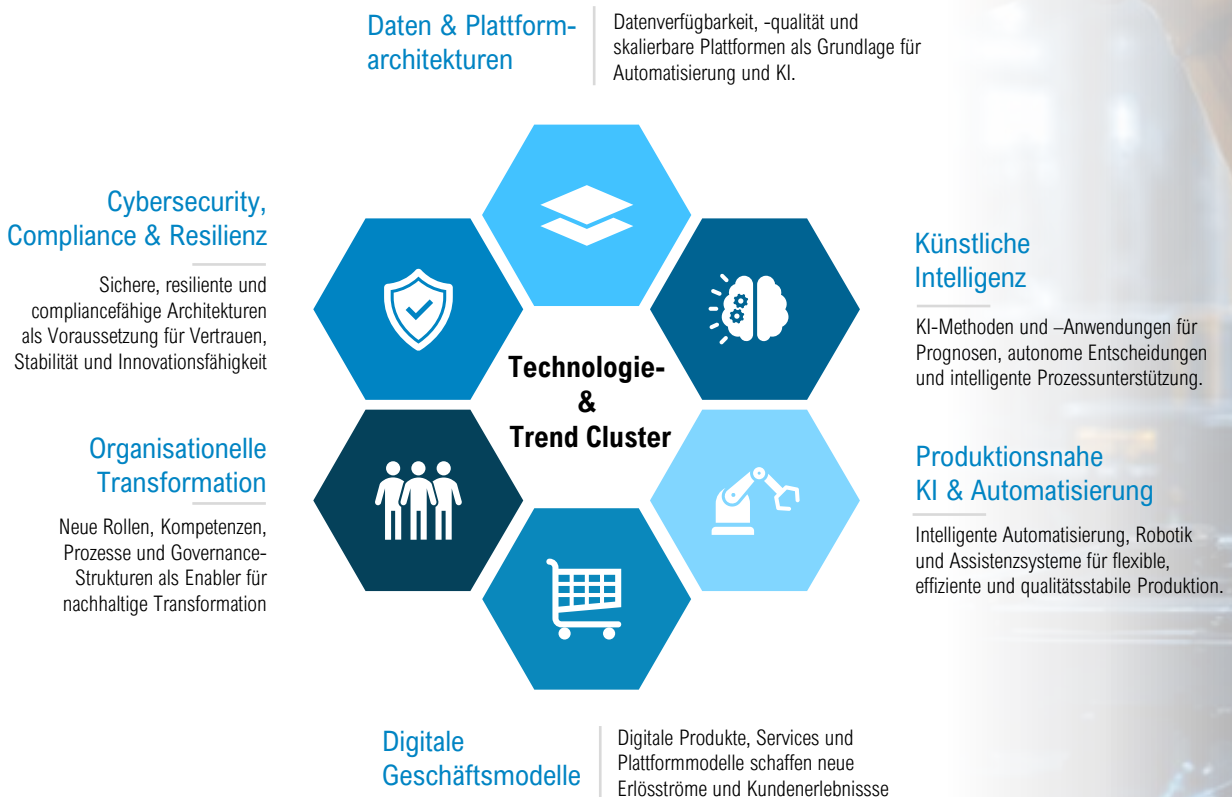 Daten & Plattform-
architekturen
Datenverfügbarkeit, -qualität und
skalierbare Plattformen als Grundlage für
Automatisierung und KI.
Cybersecurity,
Compliance & Resilienz
Sichere, resiliente und
compliancefähige Architekturen
als Voraussetzung für Vertrauen,
Stabilität und Innovationsfähigkeit
Künstliche
Intelligenz
KI-Methoden und –Anwendungen für
Prognosen, autonome Entscheidungen
und intelligente Prozessunterstützung.
Technologie-
&
Trend Cluster
Organisationelle
Transformation
Neue Rollen, Kompetenzen,
Prozesse und Governance-
Strukturen als Enabler für
nachhaltige Transformation
Produktionsnahe
KI & Automatisierung
Intelligente Automatisierung, Robotik
und Assistenzsysteme für flexible,
effiziente und qualitätsstabile Produktion.
Digitale
Geschäftsmodelle
Digitale Produkte, Services und
Plattformmodelle schaffen neue
Erlösströme und Kundenerlebnissse